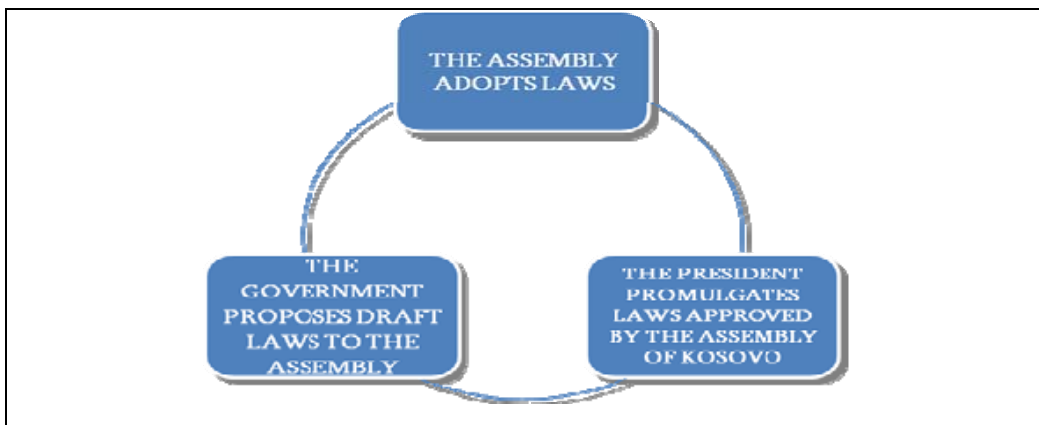 THE ASSEMBLY
ADOPTS LAWS
THE
GOVERNMENT
PROPOSES DRAFT
LAWS TO THE
ASSEMBLY
THE PRESIDENT
PROMULGATES
LAWS APPROVED
BY THE ASSEMBLY
OF KOSOVO